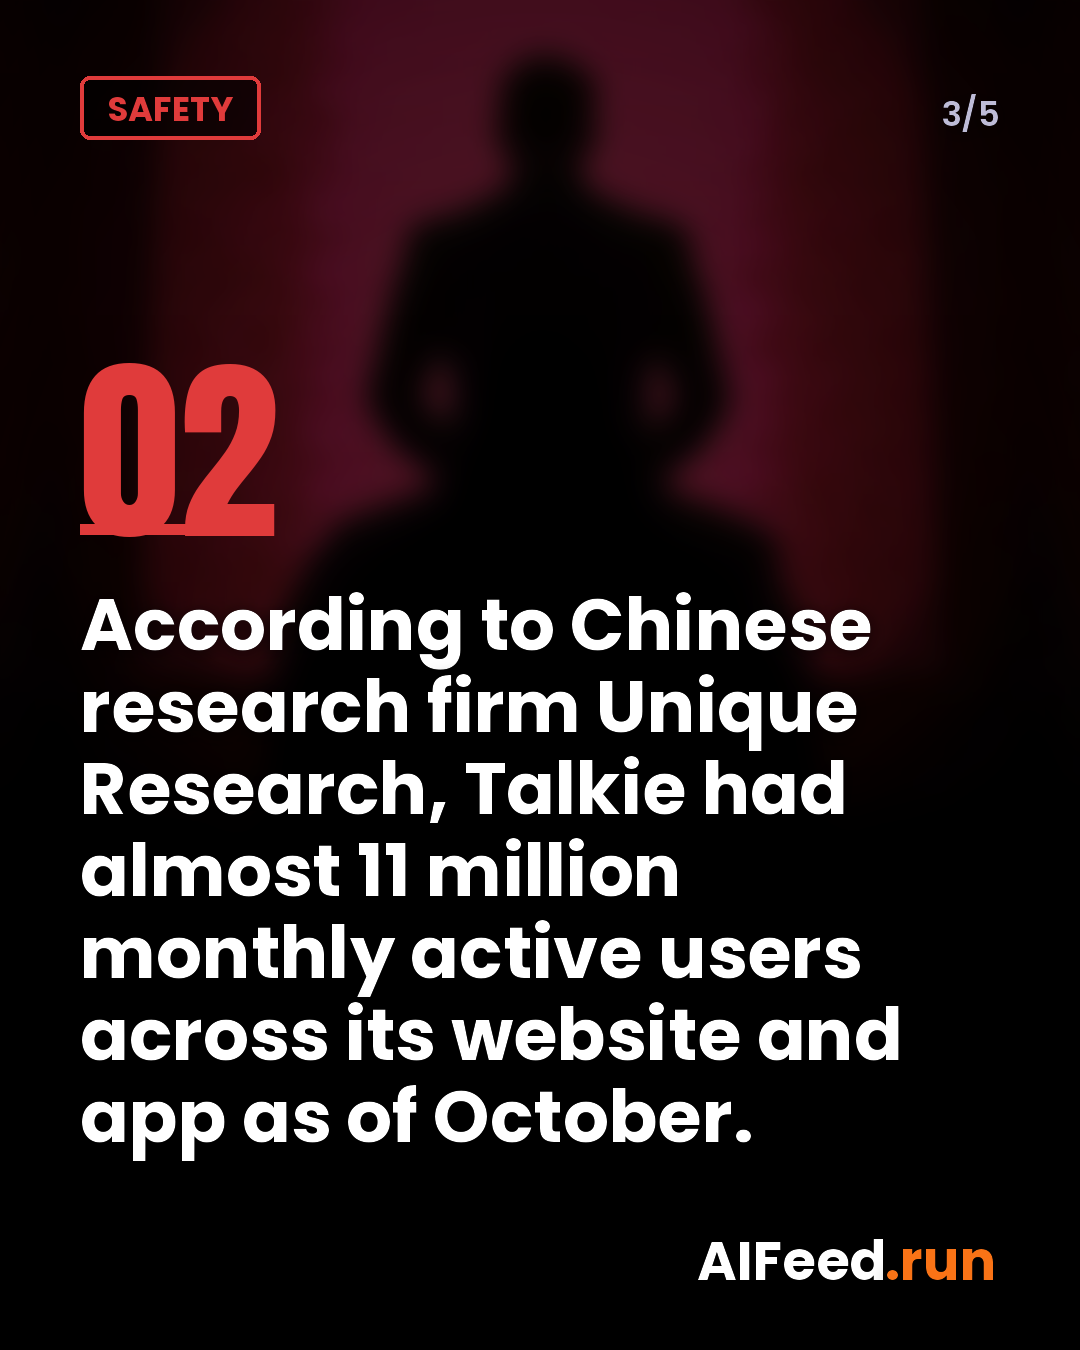 SAFETY
3/5
02
According to Chinese
research firm Unique
Research, Talkie had
almost 11 million
monthly active users
across its website and
app as of October.
AIFeed.run